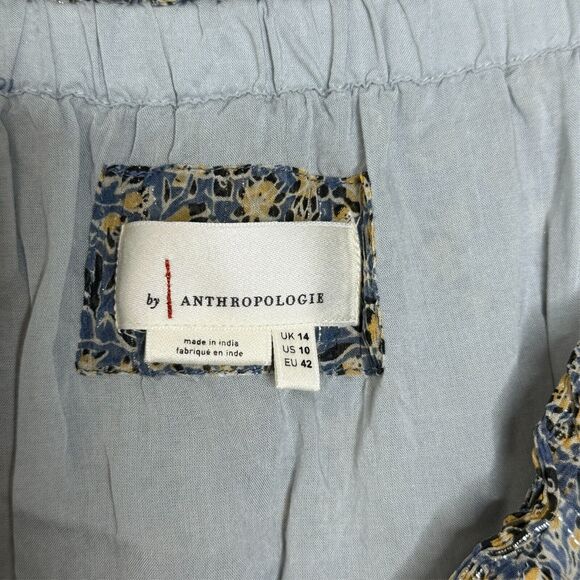 by ANTHROPOLOGIE
made in india
fabriqué en inde
UK 14
US 10
EU 42